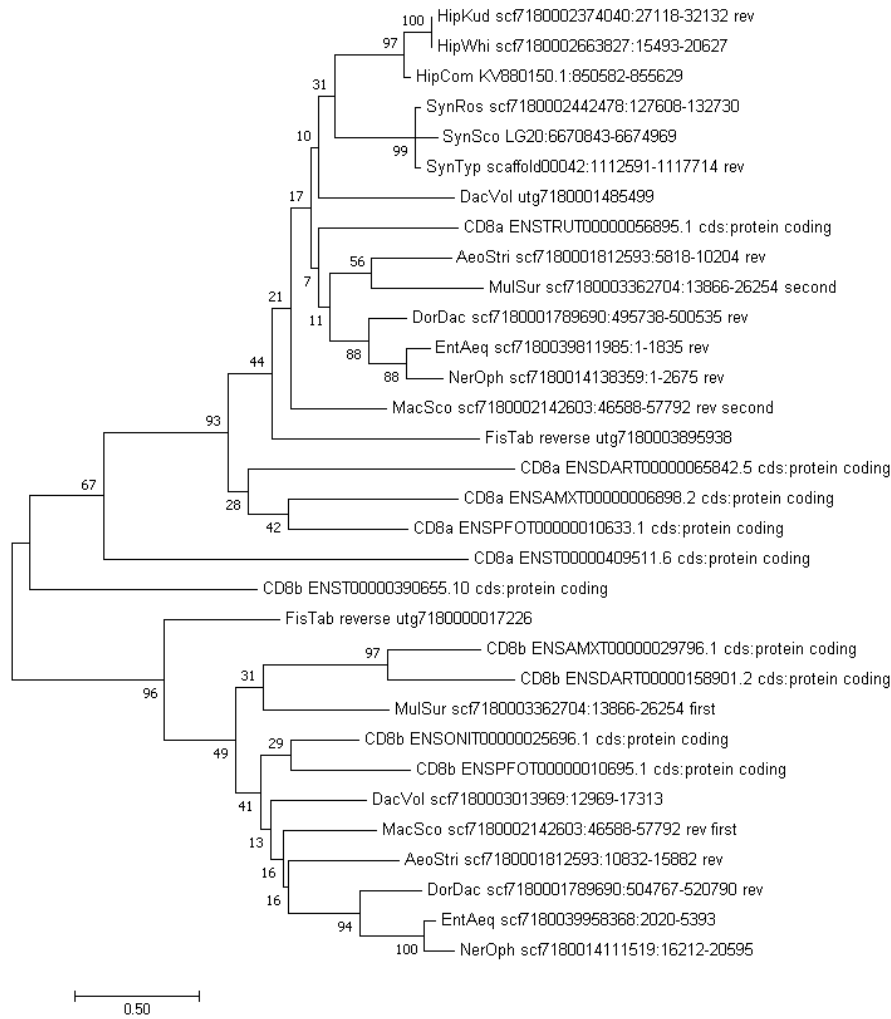 HipKud scf7180002374040:27118-32132 rev
100
HipWhi scf7180002663827:15493-20627
97
HipCom KV880150.1:850582-855629
31
SynRos scf7180002442478:127608-132730
10
SynSco LG20:6670843-6674969
99
SynTyp scaffold00042:1112591-1117714 rev
17
DacVol utg7180001485499
CD8a ENSTRUT00000056895.1 cds:protein coding
7
AeoStri scf7180001812593:5818-10204 rev
56
MulSur scf7180003362704:13866-26254 second
21
11
DorDac scf7180001789690:495738-500535 rev
88
EntAeq scf7180039811985:1-1835 rev
88
NerOph scf7180014138359:1-2675 rev
44
MacSco scf7180002142603:46588-57792 rev second
93
FisTab reverse utg7180003895938
CD8a ENSDART00000065842.5 cds:protein coding
67
28
CD8a ENSAMXT00000006898.2 cds:protein coding
42
CD8a ENSPFOT00000010633.1 cds:protein coding
CD8a ENST00000409511.6 cds:protein coding
CD8b ENST00000390655.10 cds:protein coding
FisTab reverse utg7180000017226
CD8b ENSAMXT00000029796.1 cds:protein coding
97
CD8b ENSDART00000158901.2 cds:protein coding
96
31
MulSur scf7180003362704:13866-26254 first
49
CD8b ENSONIT00000025696.1 cds:protein coding
29
CD8b ENSPFOT00000010695.1 cds:protein coding
41
DacVol scf7180003013969:12969-17313
13
MacSco scf7180002142603:46588-57792 rev first
16
AeoStri scf7180001812593:10832-15882 rev
16
DorDac scf7180001789690:504767-520790 rev
94
EntAeq scf7180039958368:2020-5393
100
NerOph scf7180014111519:16212-20595
0.50